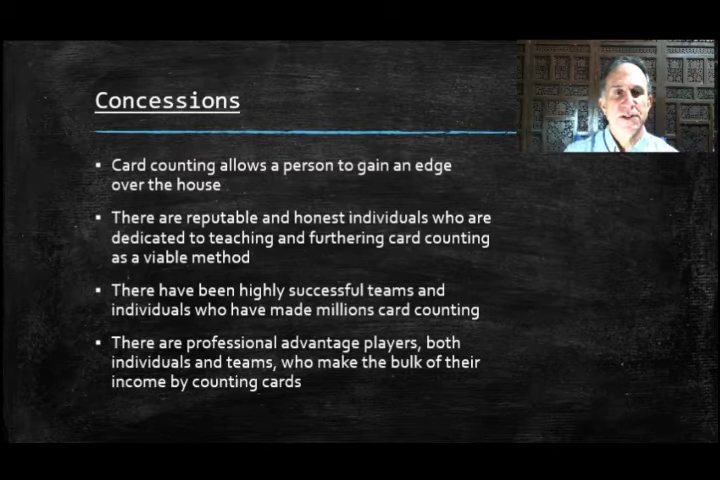 Concessions
▪ Card counting allows a person to gain an edge
over the house
▪ There are reputable and honest individuals who are
dedicated to teaching and furthering card counting
as a viable method
▪ There have been highly successful teams and
individuals who have made millions card counting
▪ There are professional advantage players, both
individuals and teams, who make the bulk of their
income by counting cards